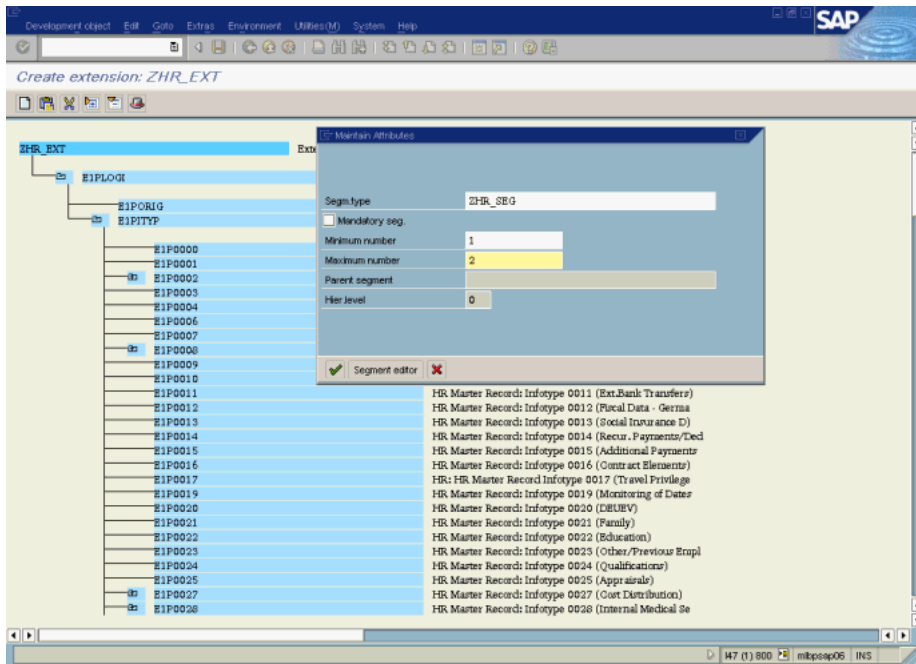 Development object Edit Goto Extras Environment Utilities(M) System Help
SAP
Create extension: ZHR_EXT
Maintain Attributes
ZHR_EXT Exte
E1PLOGI
Segm.type ZHR_SEG
E1PORIG
Mandatory seg.
E1PITYP
Minimum number 1
E1P0000
Maximum number 2
E1P0001
E1P0002
Parent segment
E1P0003
Hier.level 0
E1P0004
E1P0006
E1P0007
E1P0008
E1P0009
Segment editor
E1P0010
E1P0011 HR Master Record: Infotype 0011 (Ext.Bank Transfers)
E1P0012 HR Master Record: Infotype 0012 (Fiscal Data - Germa
E1P0013 HR Master Record: Infotype 0013 (Social Insurance D)
E1P0014 HR Master Record: Infotype 0014 (Recur. Payments/Ded
E1P0015 HR Master Record: Infotype 0015 (Additional Payments
E1P0016 HR Master Record: Infotype 0016 (Contract Elements)
E1P0017 HR: HR Master Record Infotype 0017 (Travel Privilege
E1P0019 HR Master Record: Infotype 0019 (Monitoring of Dates
E1P0020 HR Master Record: Infotype 0020 (DEUEV)
E1P0021 HR Master Record: Infotype 0021 (Family)
E1P0022 HR Master Record: Infotype 0022 (Education)
E1P0023 HR Master Record: Infotype 0023 (Other/Previous Empl
E1P0024 HR Master Record: Infotype 0024 (Qualifications)
E1P0025 HR Master Record: Infotype 0025 (Appraisals)
E1P0027 HR Master Record: Infotype 0027 (Cost Distribution)
E1P0028 HR Master Record: Infotype 0028 (Internal Medical Se
I47 (1) 800 mlbpsap06 INS